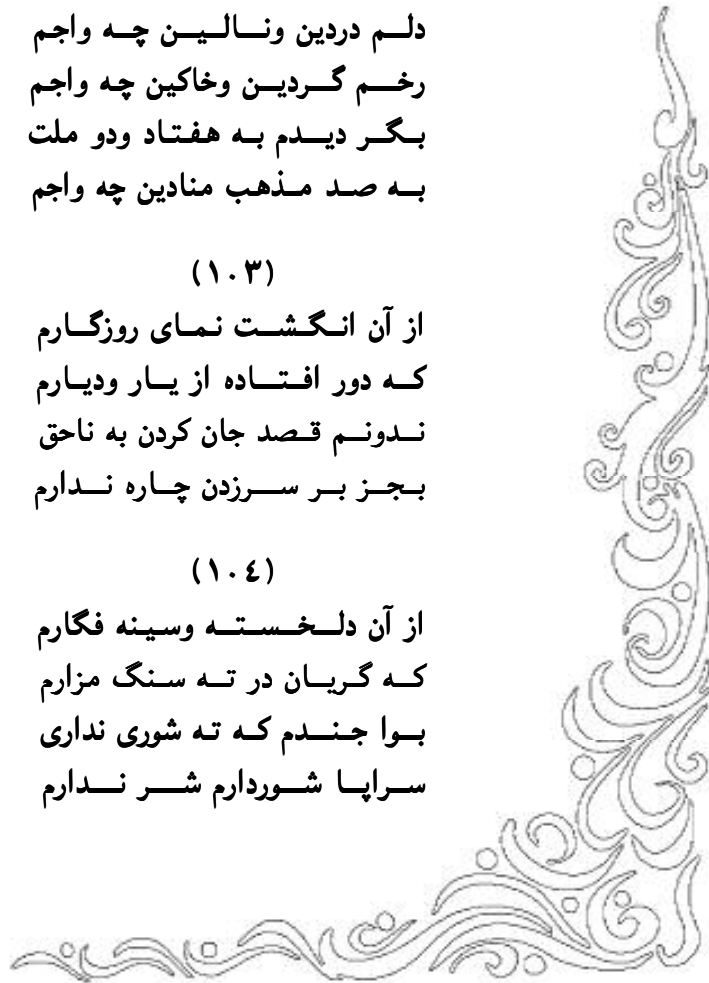 دلم دردین ونالین چه واجم
رخم گردین وخاکین چه واجم
بگر دیدم به هفتاد ودو ملت
به صد مذهب منادین چه واجم
(١٠٣)
از آن انگشت نمای روزگارم
که دور افتاده از یار ودیارم
ندونم قصد جان کردن به ناحق
بجز بر سرزدن چاره ندارم
(١٠٤)
از آن دلخسته وسینه فگارم
که گریان در ته سنگ مزارم
بوا جندم که ته شوری نداری
سراپا شوردارم شر ندارم